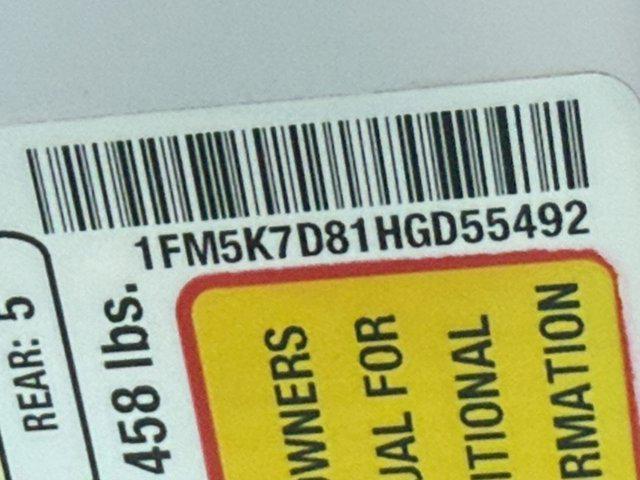 1FM5K7D81HGD55492
REAR: 5
458 lbs.
OWNERS
UAL FOR
ITIONAL
RMATION